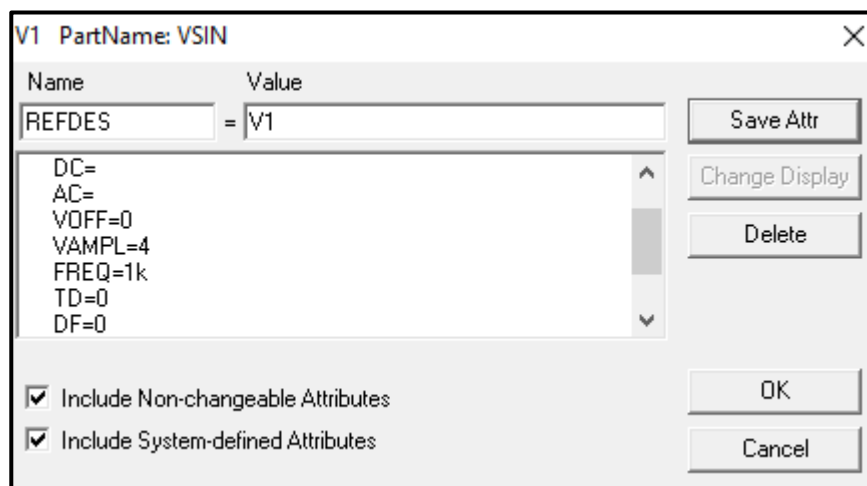 V1 PartName: VSIN
Name Value
REFDES = V1
Save Attr
DC=
AC=
VOFF=0
VAMPL=4
FREQ=1k
TD=0
DF=0
Change Display
Delete
Include Non-changeable Attributes
Include System-defined Attributes
OK
Cancel